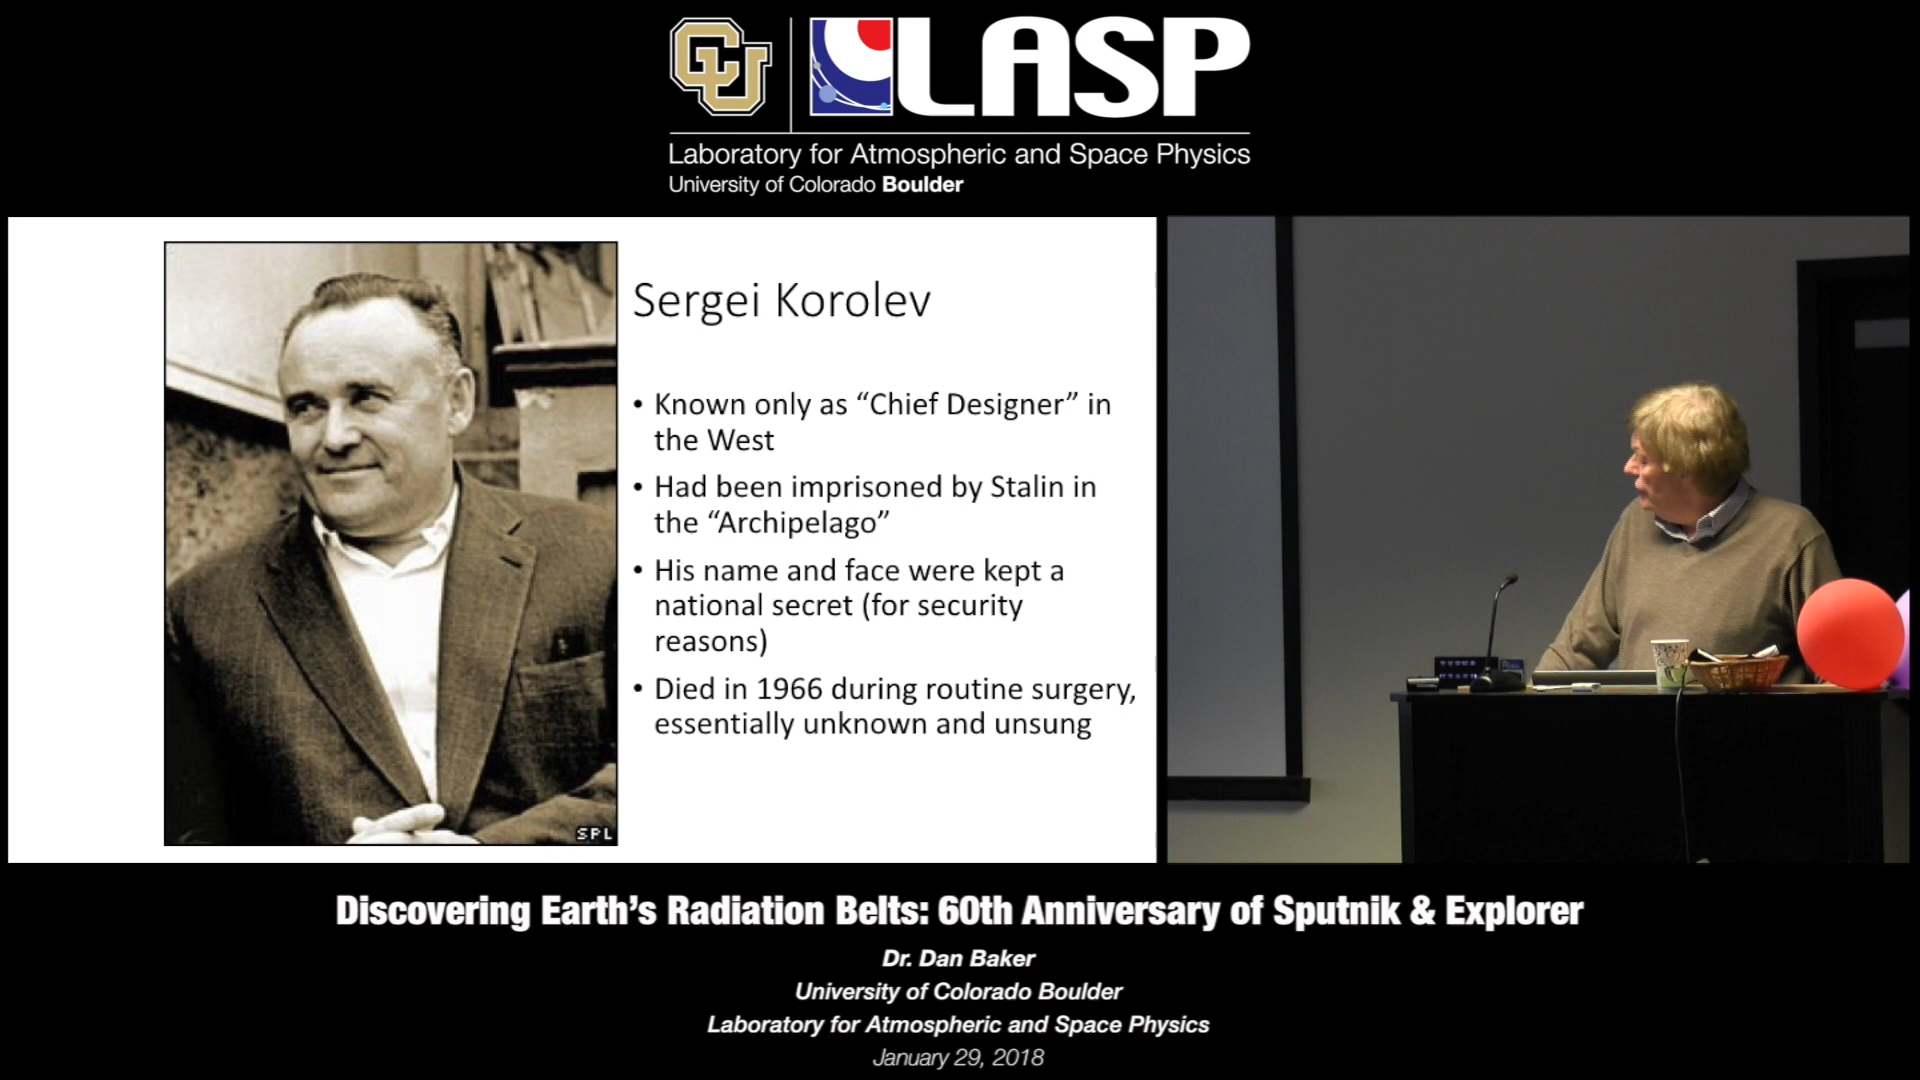 CU
LASP
Laboratory for Atmospheric and Space Physics
University of Colorado Boulder
Sergei Korolev
• Known only as “Chief Designer” in
the West
• Had been imprisoned by Stalin in
the “Archipelago”
• His name and face were kept a
national secret (for security
reasons)
• Died in 1966 during routine surgery,
essentially unknown and unsung
SPL
Discovering Earth’s Radiation Belts: 60th Anniversary of Sputnik & Explorer
Dr. Dan Baker
University of Colorado Boulder
Laboratory for Atmospheric and Space Physics
January 29, 2018